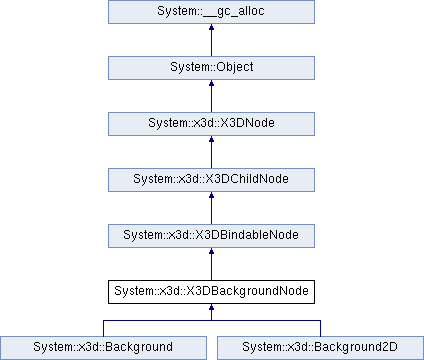 System::__gc_alloc
System::Object
System::x3d::X3DNode
System::x3d::X3DChildNode
System::x3d::X3DBindableNode
System::x3d::X3DBackgroundNode
System::x3d::Background
System::x3d::Background2D